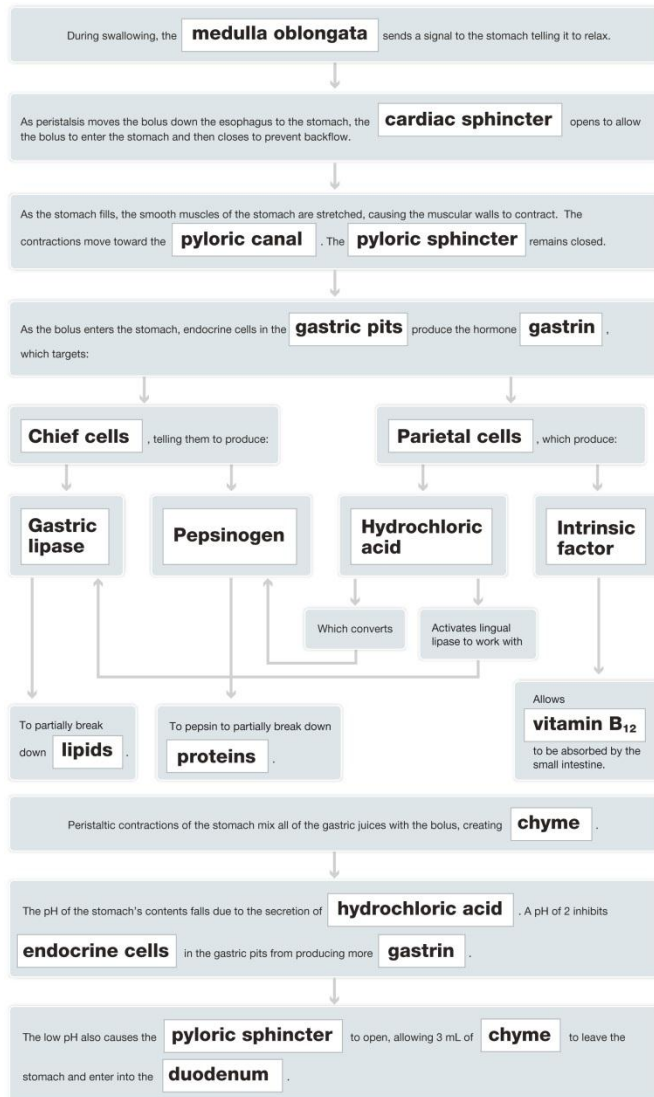 During swallowing, the medulla oblongata sends a signal to the stomach telling it to relax.
As peristalsis moves the bolus down the esophagus to the stomach, the cardiac sphincter opens to allow
the bolus to enter the stomach and then closes to prevent backflow.
As the stomach fills, the smooth muscles of the stomach are stretched, causing the muscular walls to contract. The
contractions move toward the pyloric canal . The pyloric sphincter remains closed.
As the bolus enters the stomach, endocrine cells in the gastric pits produce the hormone gastrin ,
which targets:
Chief cells , telling them to produce:
Parietal cells , which produce:
Gastric
lipase
Pepsinogen
Hydrochloric
acid
Intrinsic
factor
Which converts
Activates lingual
lipase to work with
To partially break
down lipids .
To pepsin to partially break down
proteins .
Allows
vitamin B₁₂
to be absorbed by the
small intestine.
Peristaltic contractions of the stomach mix all of the gastric juices with the bolus, creating chyme .
The pH of the stomach's contents falls due to the secretion of hydrochloric acid . A pH of 2 inhibits
endocrine cells in the gastric pits from producing more gastrin .
The low pH also causes the pyloric sphincter to open, allowing 3 mL of chyme to leave the
stomach and enter into the duodenum .